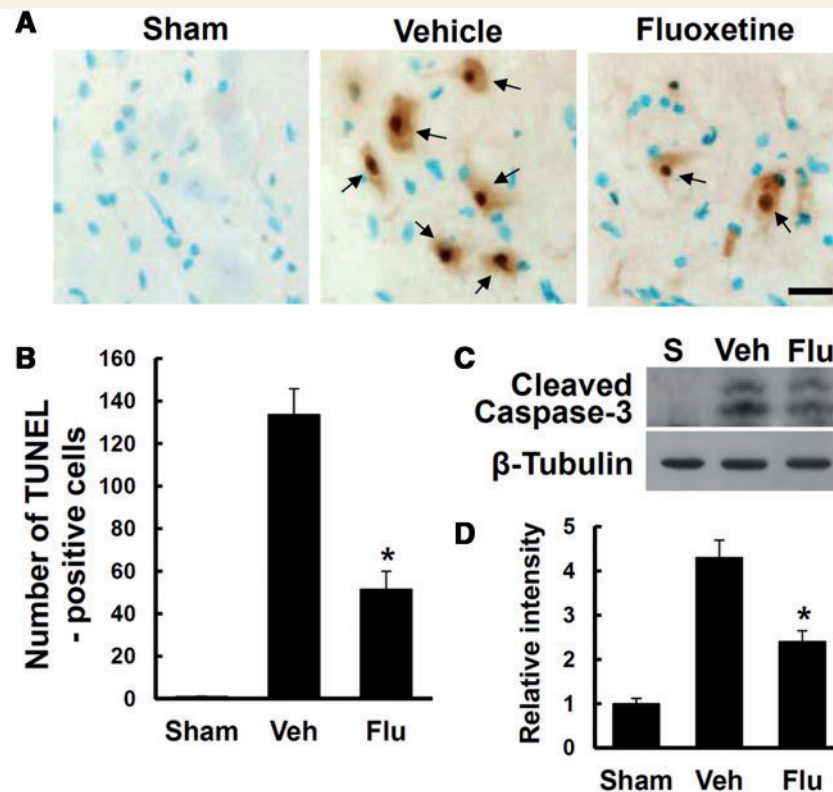 A
Sham Vehicle Fluoxetine
B
Number of TUNEL
- positive cells
160
140
120
100
80
60
40
20
0
*
Sham Veh Flu
C
S Veh Flu
Cleaved
Caspase-3
β-Tubulin
D
Relative intensity
5
4
3
2
1
0
*
Sham Veh Flu